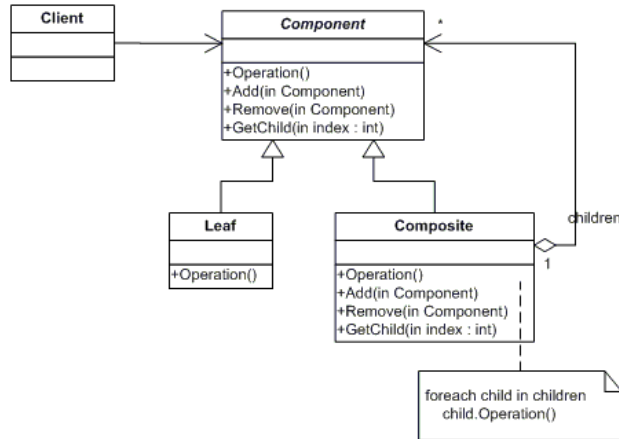 Client
Component
*
+Operation()
+Add(in Component)
+Remove(in Component)
+GetChild(in index : int)
children
Leaf
+Operation()
Composite
1
+Operation()
+Add(in Component)
+Remove(in Component)
+GetChild(in index : int)
foreach child in children
child.Operation()